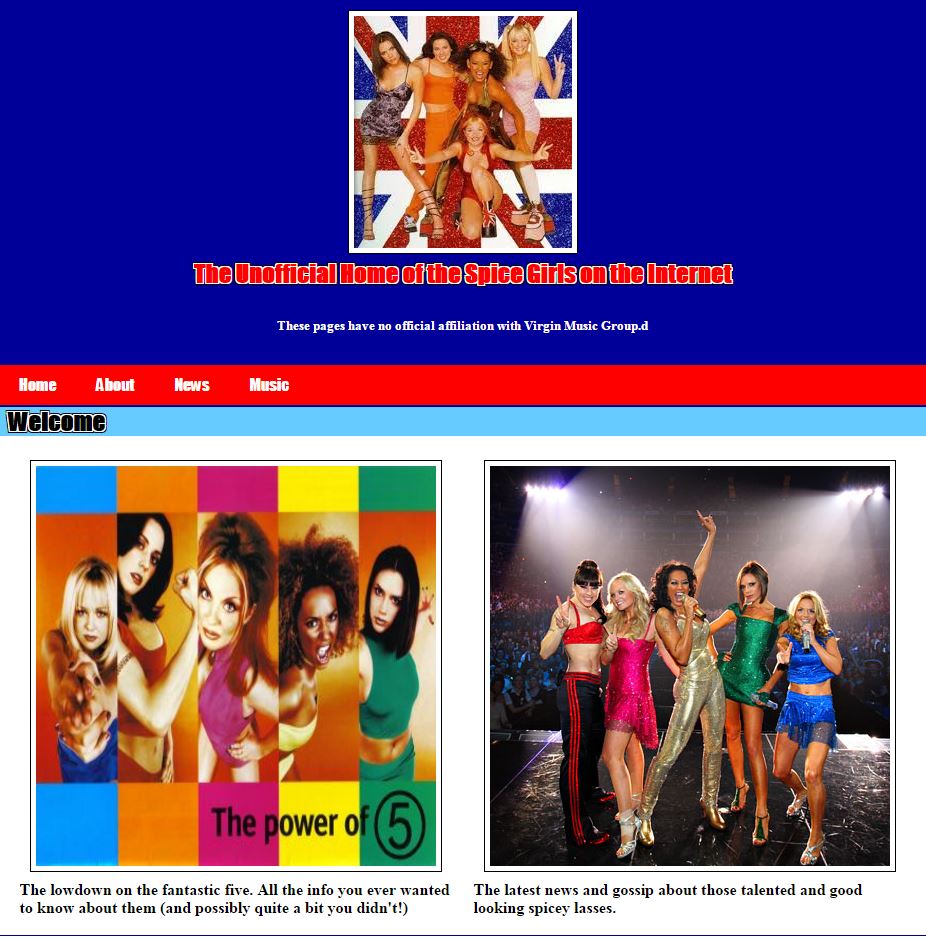 The Unofficial Home of the Spice Girls on the Internet
These pages have no official affiliation with Virgin Music Group.d
Home About News Music
Welcome
The power of 5
The lowdown on the fantastic five. All the info you ever wanted
to know about them (and possibly quite a bit you didn't!)
The latest news and gossip about those talented and good
looking spicey lasses.